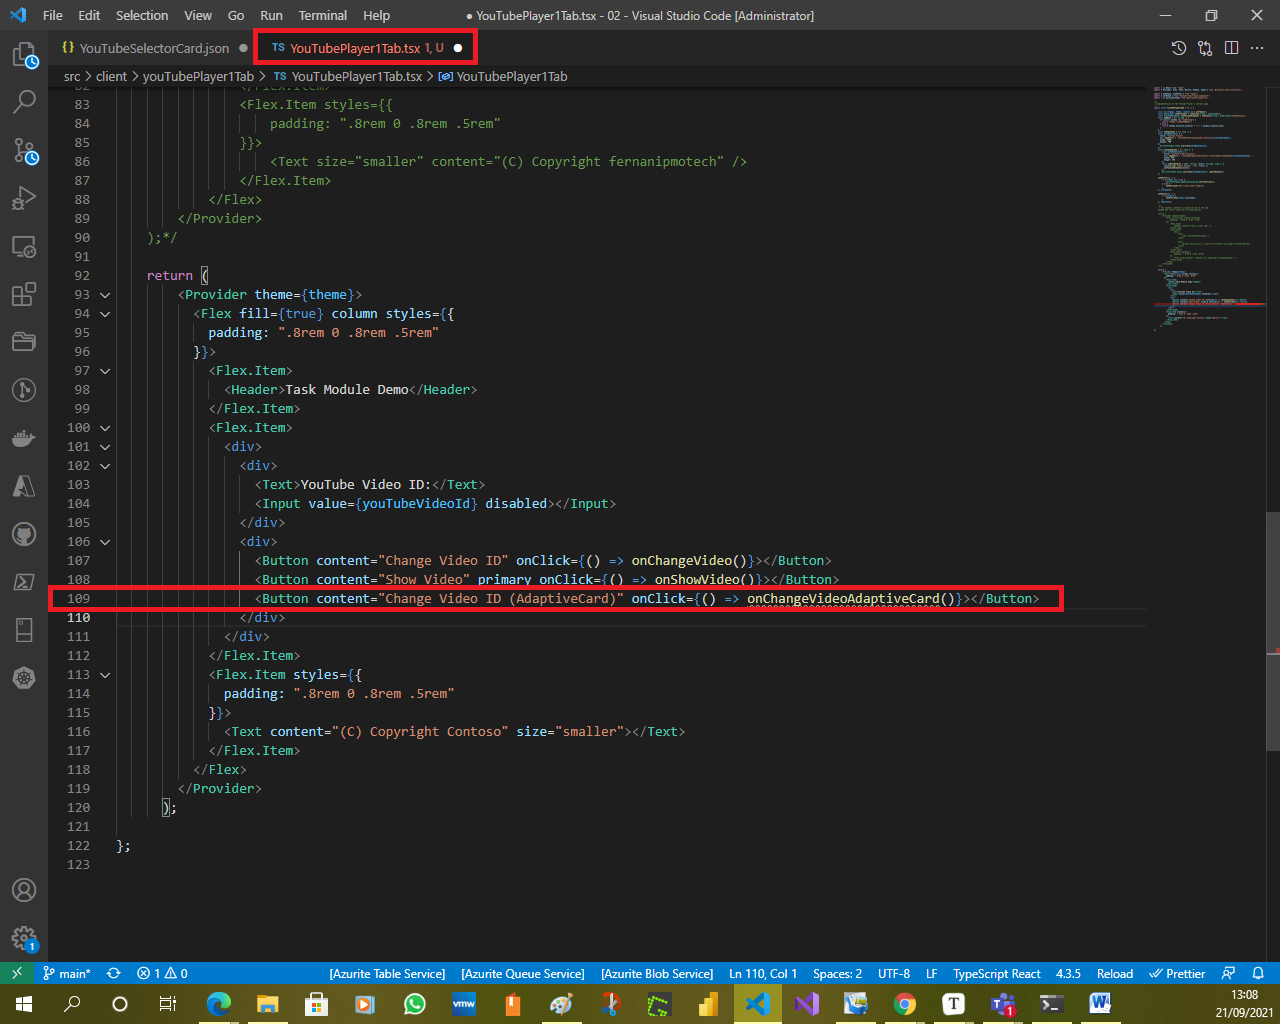 File Edit Selection View Go Run Terminal Help ● YouTubePlayer1Tab.tsx - 02 - Visual Studio Code [Administrator]
{} YouTubeSelectorCard.json ● TS YouTubePlayer1Tab.tsx 1, U ●
src > client > youTubePlayer1Tab > TS YouTubePlayer1Tab.tsx > YouTubePlayer1Tab
82 </Flex.Item>
83 <Flex.Item styles={{
84 padding: ".8rem 0 .8rem .5rem"
85 }}>
86 <Text size="smaller" content="(C) Copyright fernanipmotech" />
87 </Flex.Item>
88 </Flex>
89 </Provider>
90 );*/
91
92 return (
93 <Provider theme={theme}>
94 <Flex fill={true} column styles={{
95 padding: ".8rem 0 .8rem .5rem"
96 }}>
97 <Flex.Item>
98 <Header>Task Module Demo</Header>
99 </Flex.Item>
100 <Flex.Item>
101 <div>
102 <div>
103 <Text>YouTube Video ID:</Text>
104 <Input value={youTubeVideoId} disabled></Input>
105 </div>
106 <div>
107 <Button content="Change Video ID" onClick={() => onChangeVideo()}></Button>
108 <Button content="Show Video" primary onClick={() => onShowVideo()}></Button>
109 <Button content="Change Video ID (AdaptiveCard)" onClick={() => onChangeVideoAdaptiveCard()}></Button>
110 </div>
111 </div>
112 </Flex.Item>
113 <Flex.Item styles={{
114 padding: ".8rem 0 .8rem .5rem"
115 }}>
116 <Text content="(C) Copyright Contoso" size="smaller"></Text>
117 </Flex.Item>
118 </Flex>
119 </Provider>
120 );
121
122 };
123
1
main* 1 0 [Azurite Table Service] [Azurite Queue Service] [Azurite Blob Service] Ln 110, Col 1 Spaces: 2 UTF-8 LF TypeScript React 4.3.5 Reload Prettier
vmw T 1 W 13:08
21/09/2021